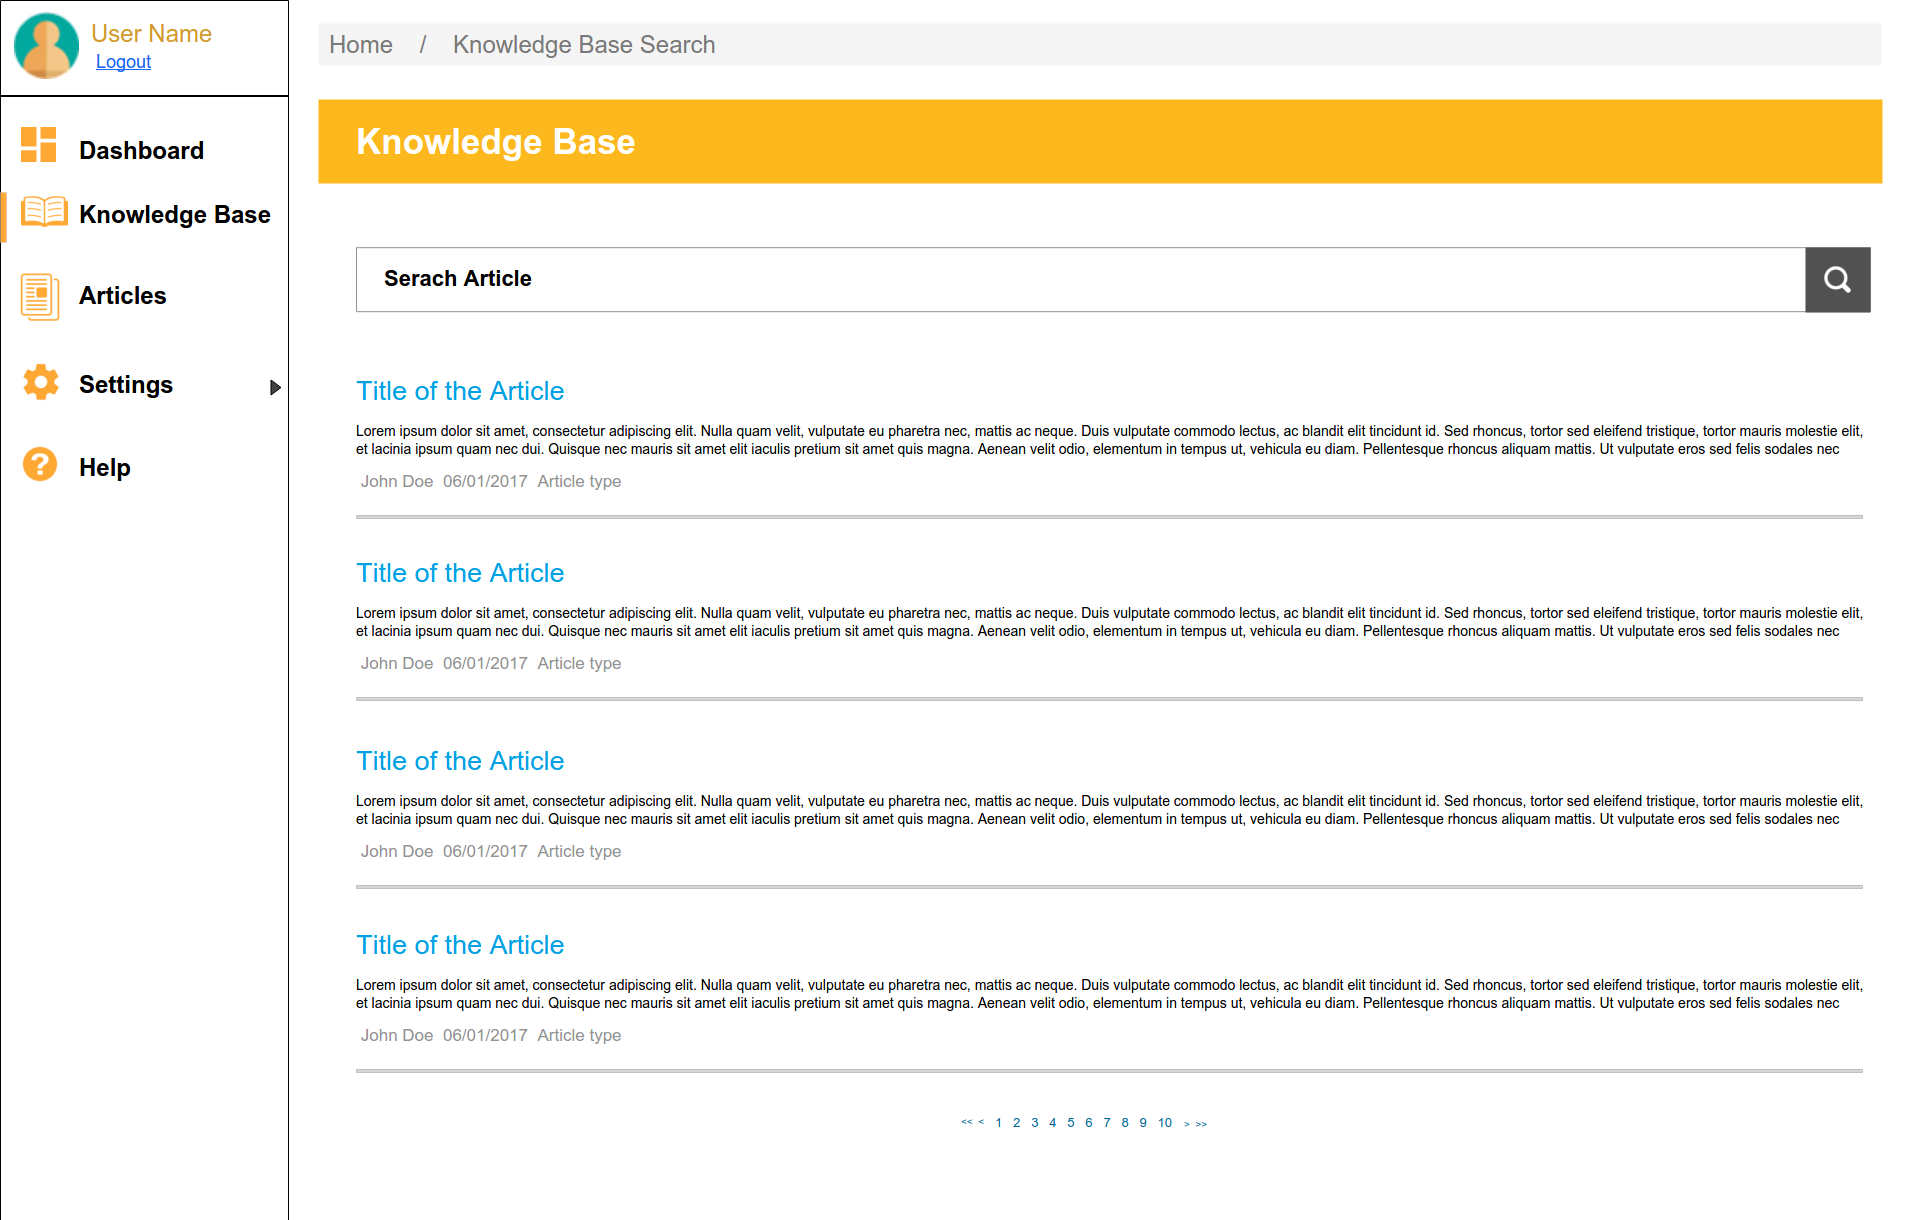 User Name
Logout
Dashboard
Knowledge Base
Articles
Settings
Help
Home / Knowledge Base Search
Knowledge Base
Serach Article
Title of the Article
Lorem ipsum dolor sit amet, consectetur adipiscing elit. Nulla quam velit, vulputate eu pharetra nec, mattis ac neque. Duis vulputate commodo lectus, ac blandit elit tincidunt id. Sed rhoncus, tortor sed eleifend tristique, tortor mauris molestie elit,
et lacinia ipsum quam nec dui. Quisque nec mauris sit amet elit iaculis pretium sit amet quis magna. Aenean velit odio, elementum in tempus ut, vehicula eu diam. Pellentesque rhoncus aliquam mattis. Ut vulputate eros sed felis sodales nec
John Doe 06/01/2017 Article type
Title of the Article
Lorem ipsum dolor sit amet, consectetur adipiscing elit. Nulla quam velit, vulputate eu pharetra nec, mattis ac neque. Duis vulputate commodo lectus, ac blandit elit tincidunt id. Sed rhoncus, tortor sed eleifend tristique, tortor mauris molestie elit,
et lacinia ipsum quam nec dui. Quisque nec mauris sit amet elit iaculis pretium sit amet quis magna. Aenean velit odio, elementum in tempus ut, vehicula eu diam. Pellentesque rhoncus aliquam mattis. Ut vulputate eros sed felis sodales nec
John Doe 06/01/2017 Article type
Title of the Article
Lorem ipsum dolor sit amet, consectetur adipiscing elit. Nulla quam velit, vulputate eu pharetra nec, mattis ac neque. Duis vulputate commodo lectus, ac blandit elit tincidunt id. Sed rhoncus, tortor sed eleifend tristique, tortor mauris molestie elit,
et lacinia ipsum quam nec dui. Quisque nec mauris sit amet elit iaculis pretium sit amet quis magna. Aenean velit odio, elementum in tempus ut, vehicula eu diam. Pellentesque rhoncus aliquam mattis. Ut vulputate eros sed felis sodales nec
John Doe 06/01/2017 Article type
Title of the Article
Lorem ipsum dolor sit amet, consectetur adipiscing elit. Nulla quam velit, vulputate eu pharetra nec, mattis ac neque. Duis vulputate commodo lectus, ac blandit elit tincidunt id. Sed rhoncus, tortor sed eleifend tristique, tortor mauris molestie elit,
et lacinia ipsum quam nec dui. Quisque nec mauris sit amet elit iaculis pretium sit amet quis magna. Aenean velit odio, elementum in tempus ut, vehicula eu diam. Pellentesque rhoncus aliquam mattis. Ut vulputate eros sed felis sodales nec
John Doe 06/01/2017 Article type
<< < 1 2 3 4 5 6 7 8 9 10 > >>